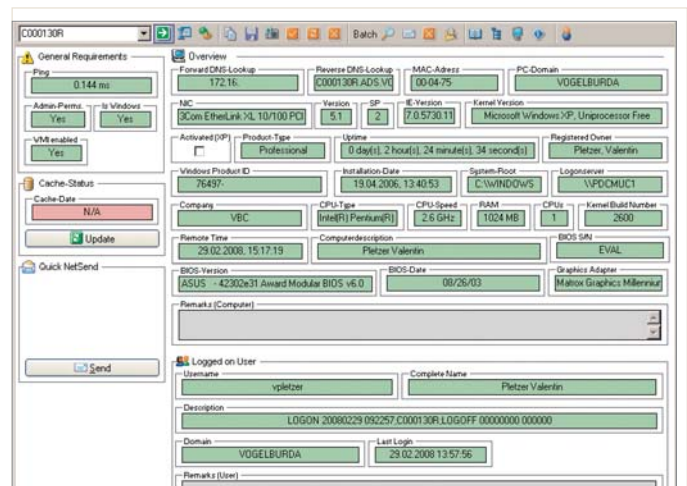 C000130R
Batch
General Requirements
Ping
0.144 ms
Admin-Perms.
Is Windows
Yes
Yes
WMI enabled
Yes
Cache-Status
Cache-Date
N/A
Update
Quick NetSend
Send
Overview
Forward DNS-Lookup
Reverse DNS-Lookup
MAC-Adress
PC-Domain
172.16.
C000130R.ADS.VO
00-04-75
VOGELBURDA
NIC
Version
SP
IE-Version
Kernel Version
3Com EtherLink XL 10/100 PCI
5.1
2
7.0.5730.11
Microsoft Windows XP, Uniprocessor Free
Activated (XP)
Product-Type
Uptime
Registered Owner
Professional
0 day(s), 2 hour(s), 24 minute(s), 34 second(s)
Pletzer, Valentin
Windows Product ID
Installation-Date
System-Root
Logonserver
76497-
19.04.2006, 13:40:53
C:\WINDOWS
\\PDCMUC1
Company
CPU-Type
CPU-Speed
RAM
CPUs
Kernel Build Number
VBC
Intel(R) Pentium(R)
2.6 GHz
1024 MB
1
2600
Remote Time
Computerdescription
BIOS S/N
29.02.2008, 15:17:19
Pletzer Valentin
EVAL
BIOS-Version
BIOS-Date
Graphics Adapter
ASUS - 42302e31 Award Modular BIOS v6.0
08/26/03
Matrox Graphics Millenniur
Remarks (Computer)
Logged on User
Username
Complete Name
vpletzer
Pletzer Valentin
Description
LOGON 20080229 092257;C000130R;LOGOFF 00000000 000000
Domain
Last Login
VOGELBURDA
29.02.2008 13:57:56
Remarks (User)